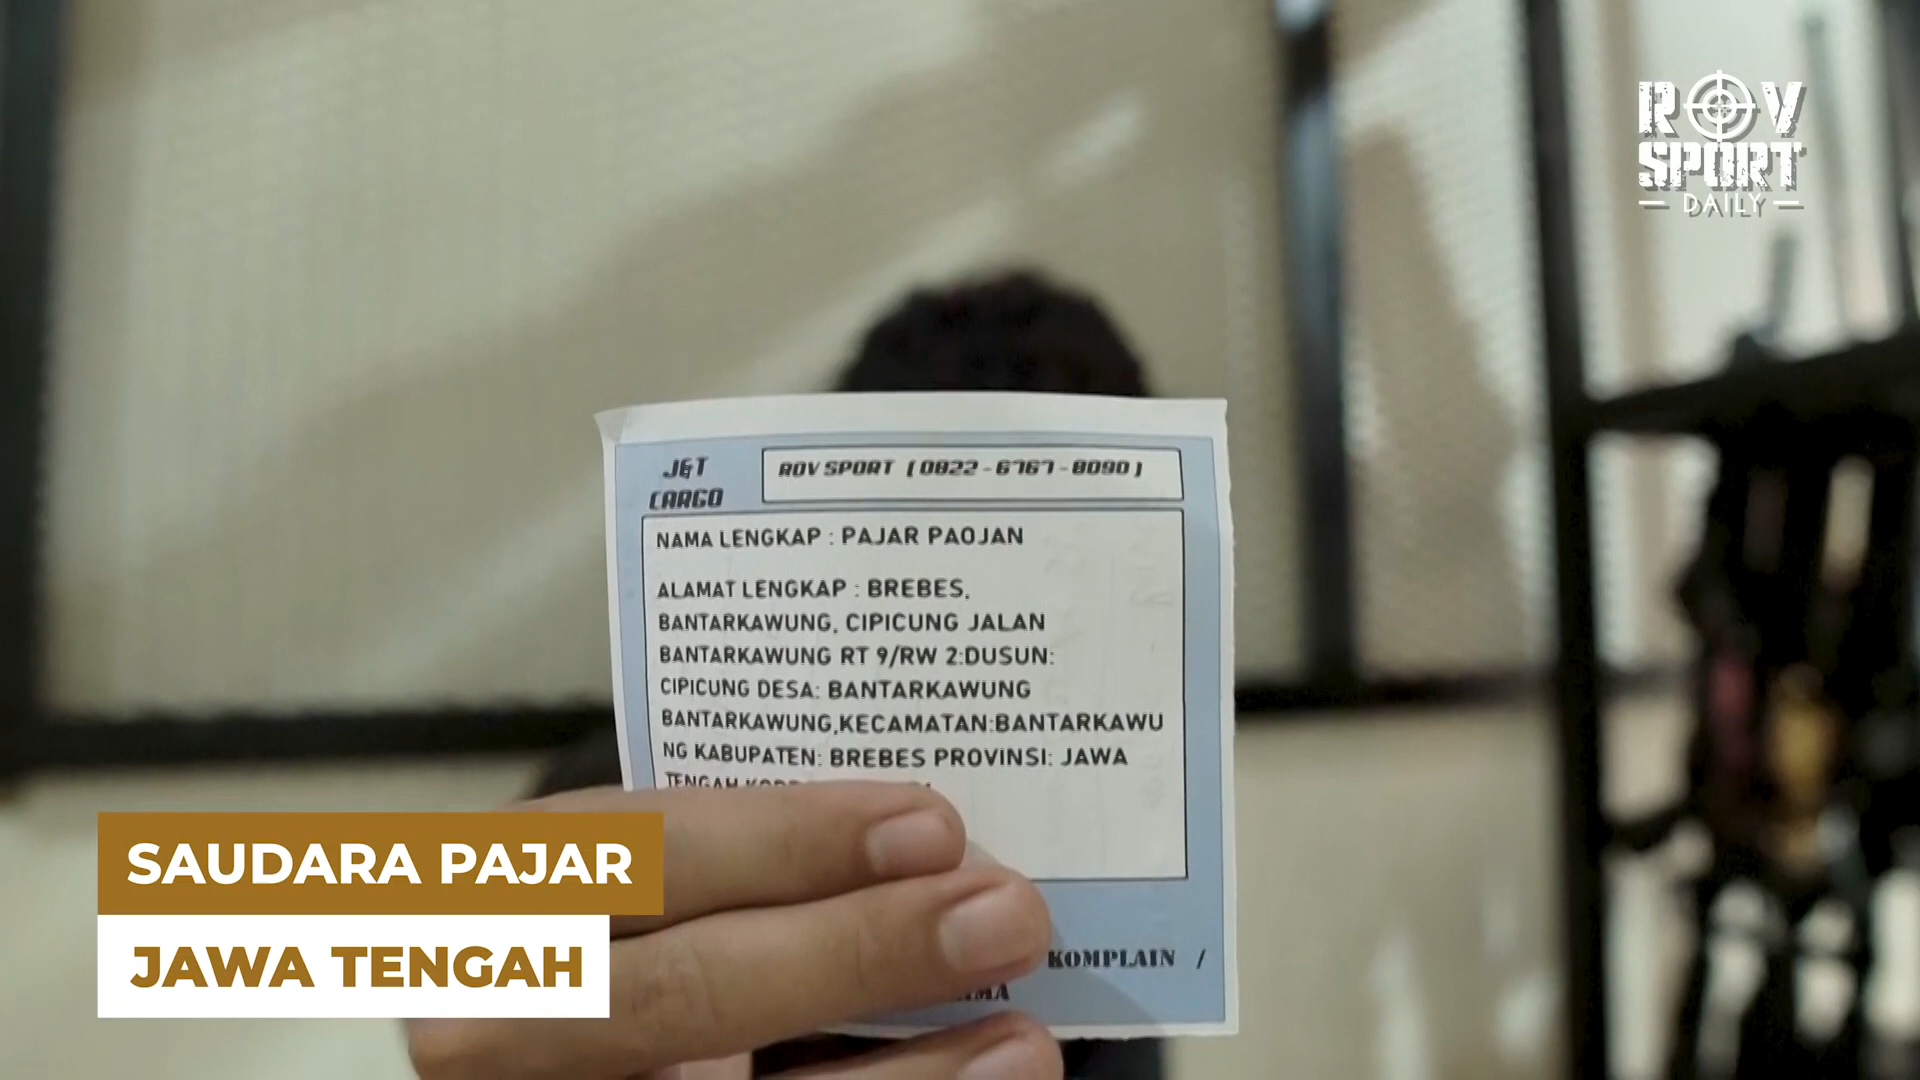 ROV
SPORT
DAILY
J&T
CARGO
ROV SPORT ( 0822 - 6767 - 8090 )
NAMA LENGKAP : PAJAR PAOJAN
ALAMAT LENGKAP : BREBES,
BANTARKAWUNG, CIPICUNG JALAN
BANTARKAWUNG RT 9/RW 2:DUSUN:
CIPICUNG DESA: BANTARKAWUNG
BANTARKAWUNG,KECAMATAN:BANTARKAWU
NG KABUPATEN: BREBES PROVINSI: JAWA
TENGAH
KOMPLAIN /
SAUDARA PAJAR
JAWA TENGAH